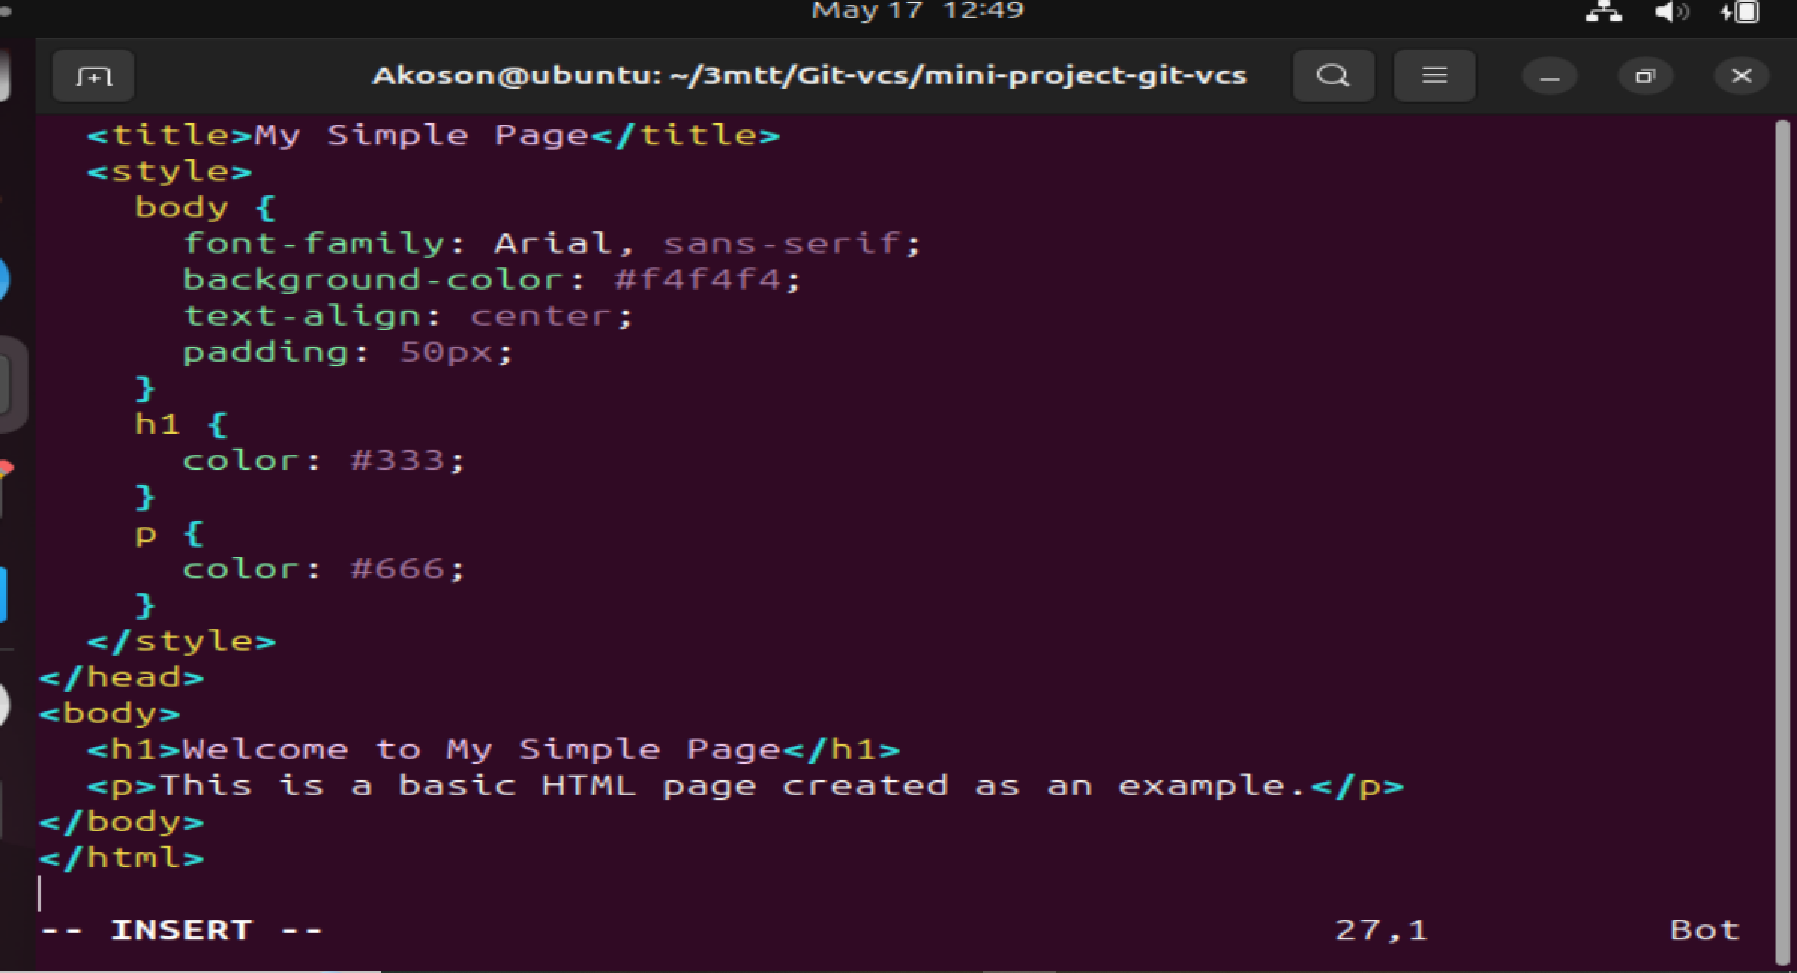 May 17 12:49
Akoson@ubuntu: ~/3mtt/Git-vcs/mini-project-git-vcs
<title>My Simple Page</title>
<style>
body {
font-family: Arial, sans-serif;
background-color: #f4f4f4;
text-align: center;
padding: 50px;
}
h1 {
color: #333;
}
p {
color: #666;
}
</style>
</head>
<body>
<h1>Welcome to My Simple Page</h1>
<p>This is a basic HTML page created as an example.</p>
</body>
</html>
-- INSERT -- 27,1 Bot